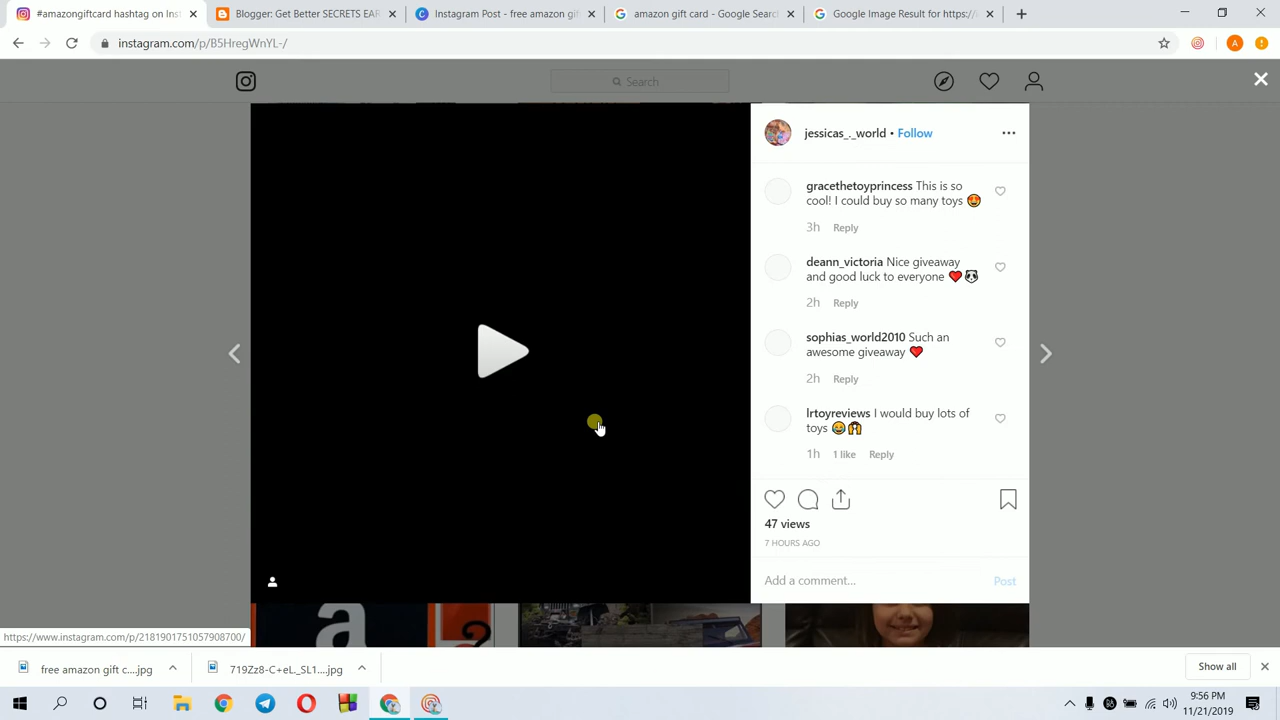 #amazongiftcard hashtag on Inst
Blogger: Get Better SECRETS EAR
Instagram Post - free amazon gif
amazon gift card - Google Searc
Google Image Result for https://i
instagram.com/p/B5HregWnYL-/
A
Search
jessicas_._world • Follow
gracethetoyprincess This is so
cool! I could buy so many toys 🤩
3h Reply
deann_victoria Nice giveaway
and good luck to everyone ❤️🐼
2h Reply
sophias_world2010 Such an
awesome giveaway ❤️
2h Reply
lrtoyreviews I would buy lots of
toys 😂🙌
1h 1 like Reply
47 views
7 HOURS AGO
Add a comment... Post
a
?
https://www.instagram.com/p/2181901751057908700/
free amazon gift c....jpg
719Zz8-C+eL._SL1....jpg
Show all
9:56 PM
11/21/2019